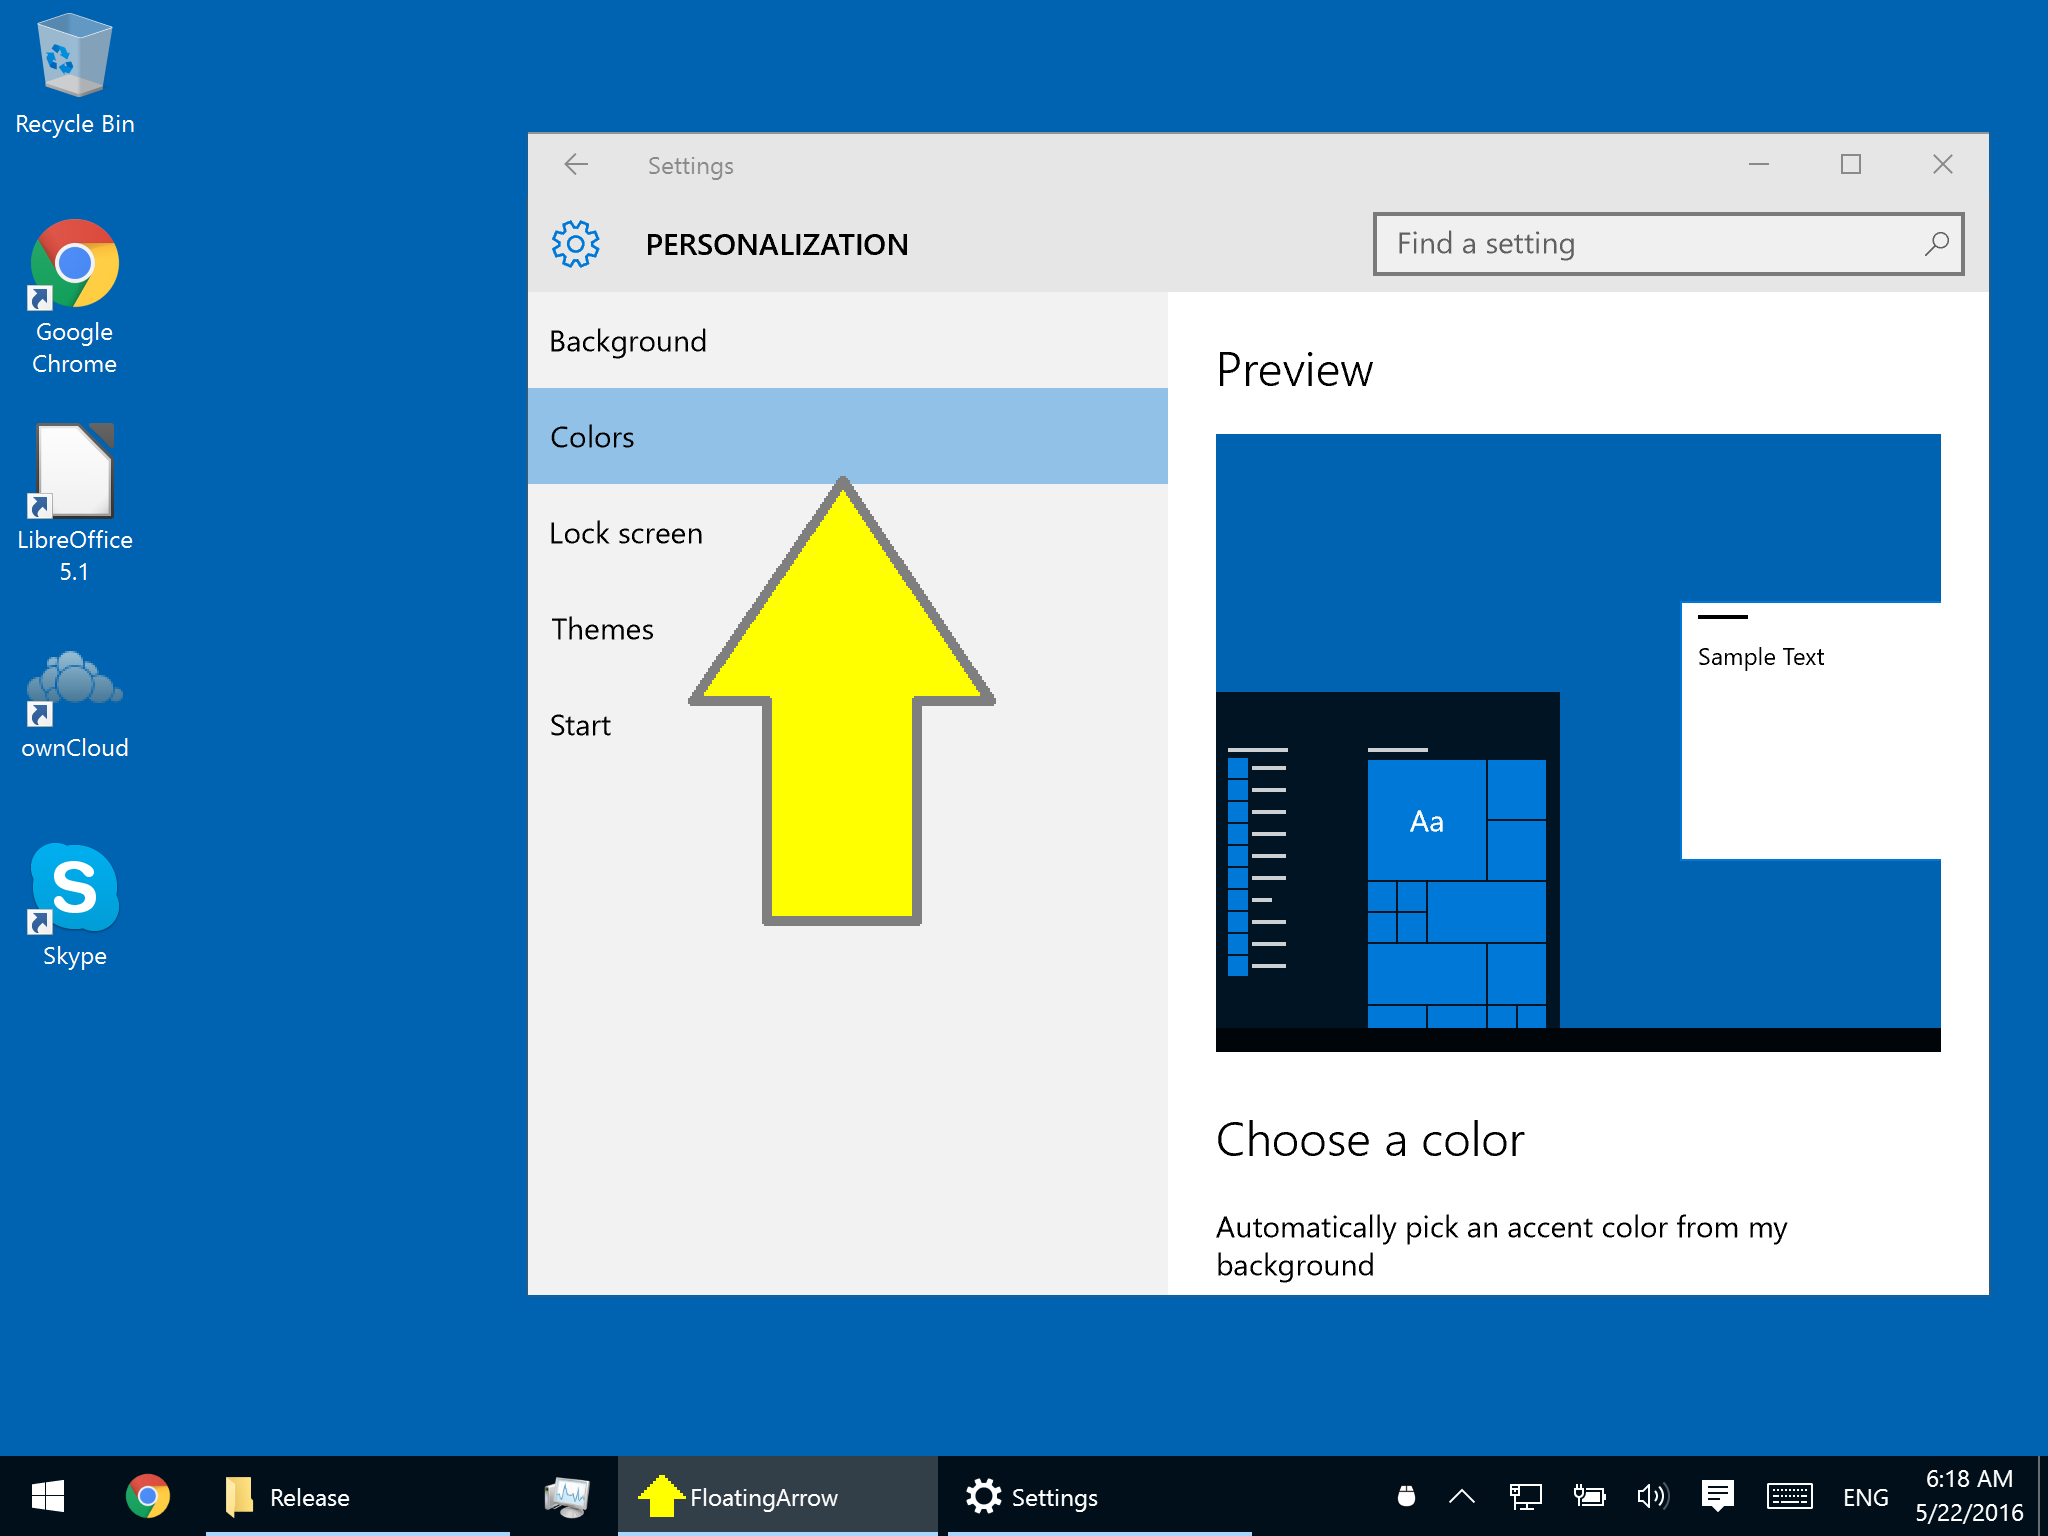 Recycle Bin
Google
Chrome
LibreOffice
5.1
ownCloud
S
Skype
Settings
PERSONALIZATION
Find a setting
Background
Colors
Lock screen
Themes
Start
Preview
Sample Text
Aa
Choose a color
Automatically pick an accent color from my
background
Release
FloatingArrow
Settings
ENG
6:18 AM
5/22/2016